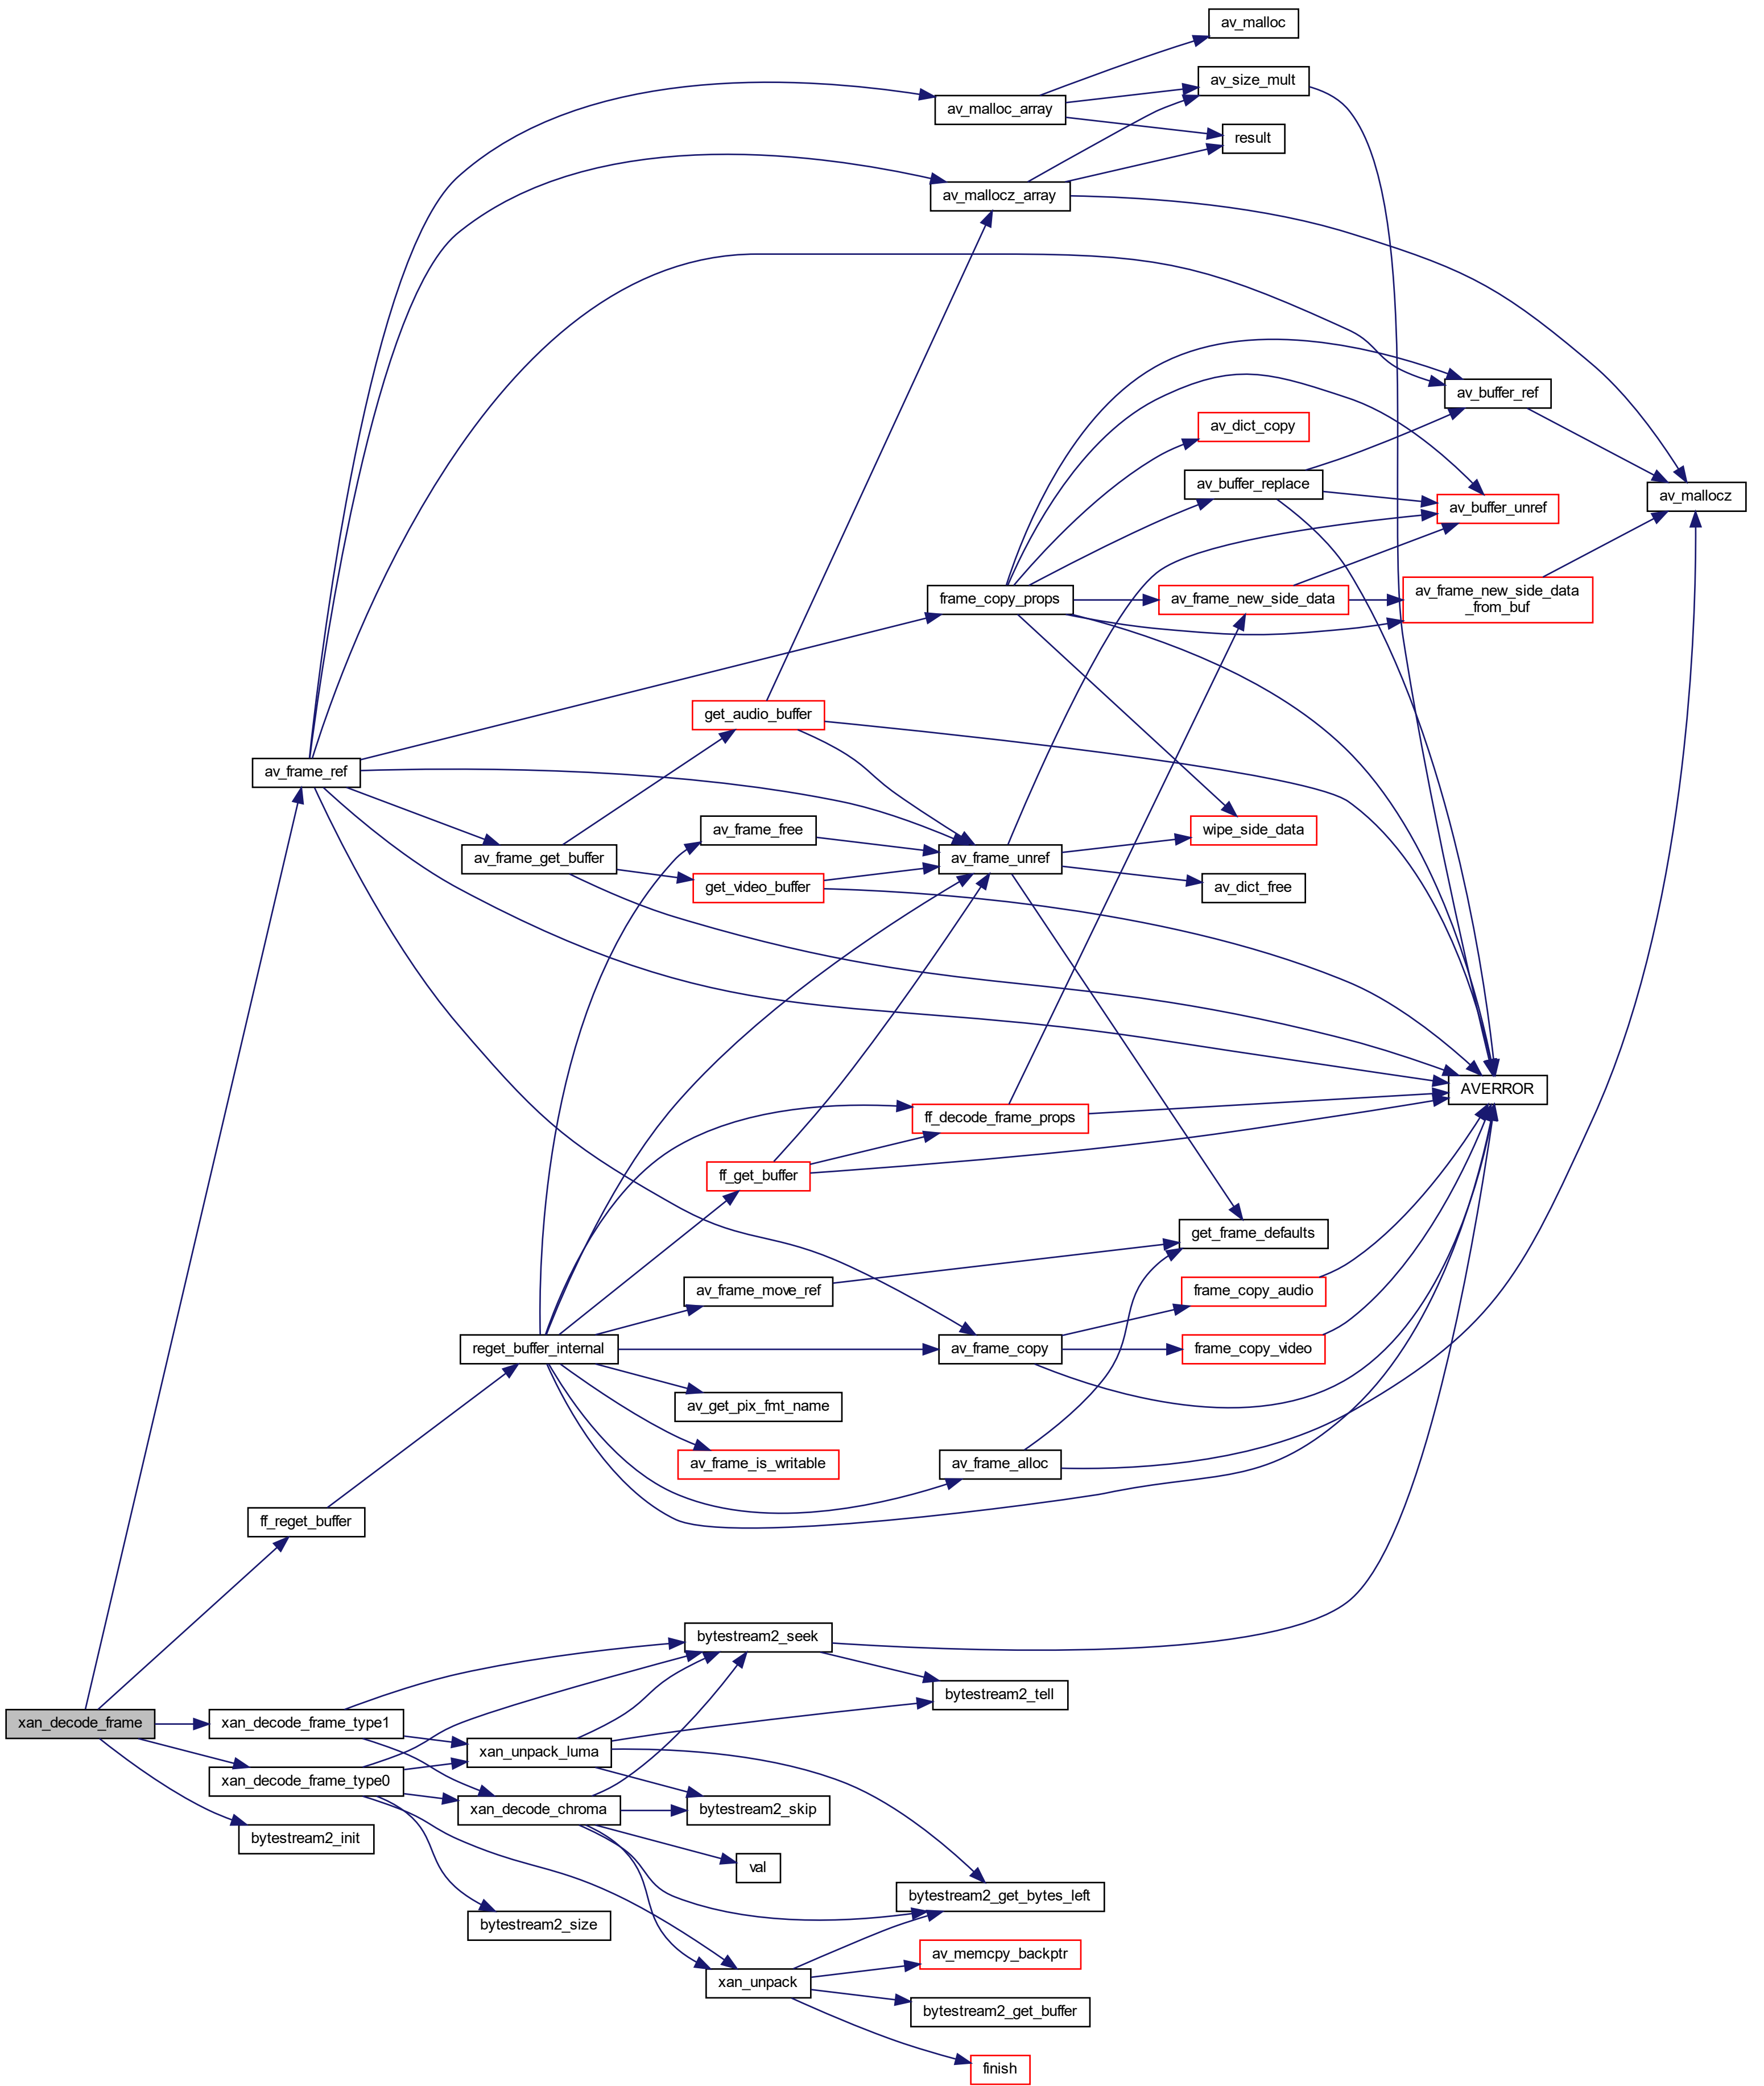 av_malloc
av_size_mult
av_malloc_array
result
av_mallocz_array
av_buffer_ref
av_dict_copy
av_buffer_replace
av_mallocz
av_buffer_unref
frame_copy_props
av_frame_new_side_data
av_frame_new_side_data
_from_buf
get_audio_buffer
av_frame_ref
av_frame_free
wipe_side_data
av_frame_get_buffer
av_frame_unref
get_video_buffer
av_dict_free
AVERROR
ff_decode_frame_props
ff_get_buffer
get_frame_defaults
av_frame_move_ref
frame_copy_audio
reget_buffer_internal
av_frame_copy
frame_copy_video
av_get_pix_fmt_name
av_frame_is_writable
av_frame_alloc
ff_reget_buffer
bytestream2_seek
bytestream2_tell
xan_decode_frame
xan_decode_frame_type1
xan_unpack_luma
xan_decode_frame_type0
xan_decode_chroma
bytestream2_skip
bytestream2_init
val
bytestream2_get_bytes_left
bytestream2_size
av_memcpy_backptr
xan_unpack
bytestream2_get_buffer
finish